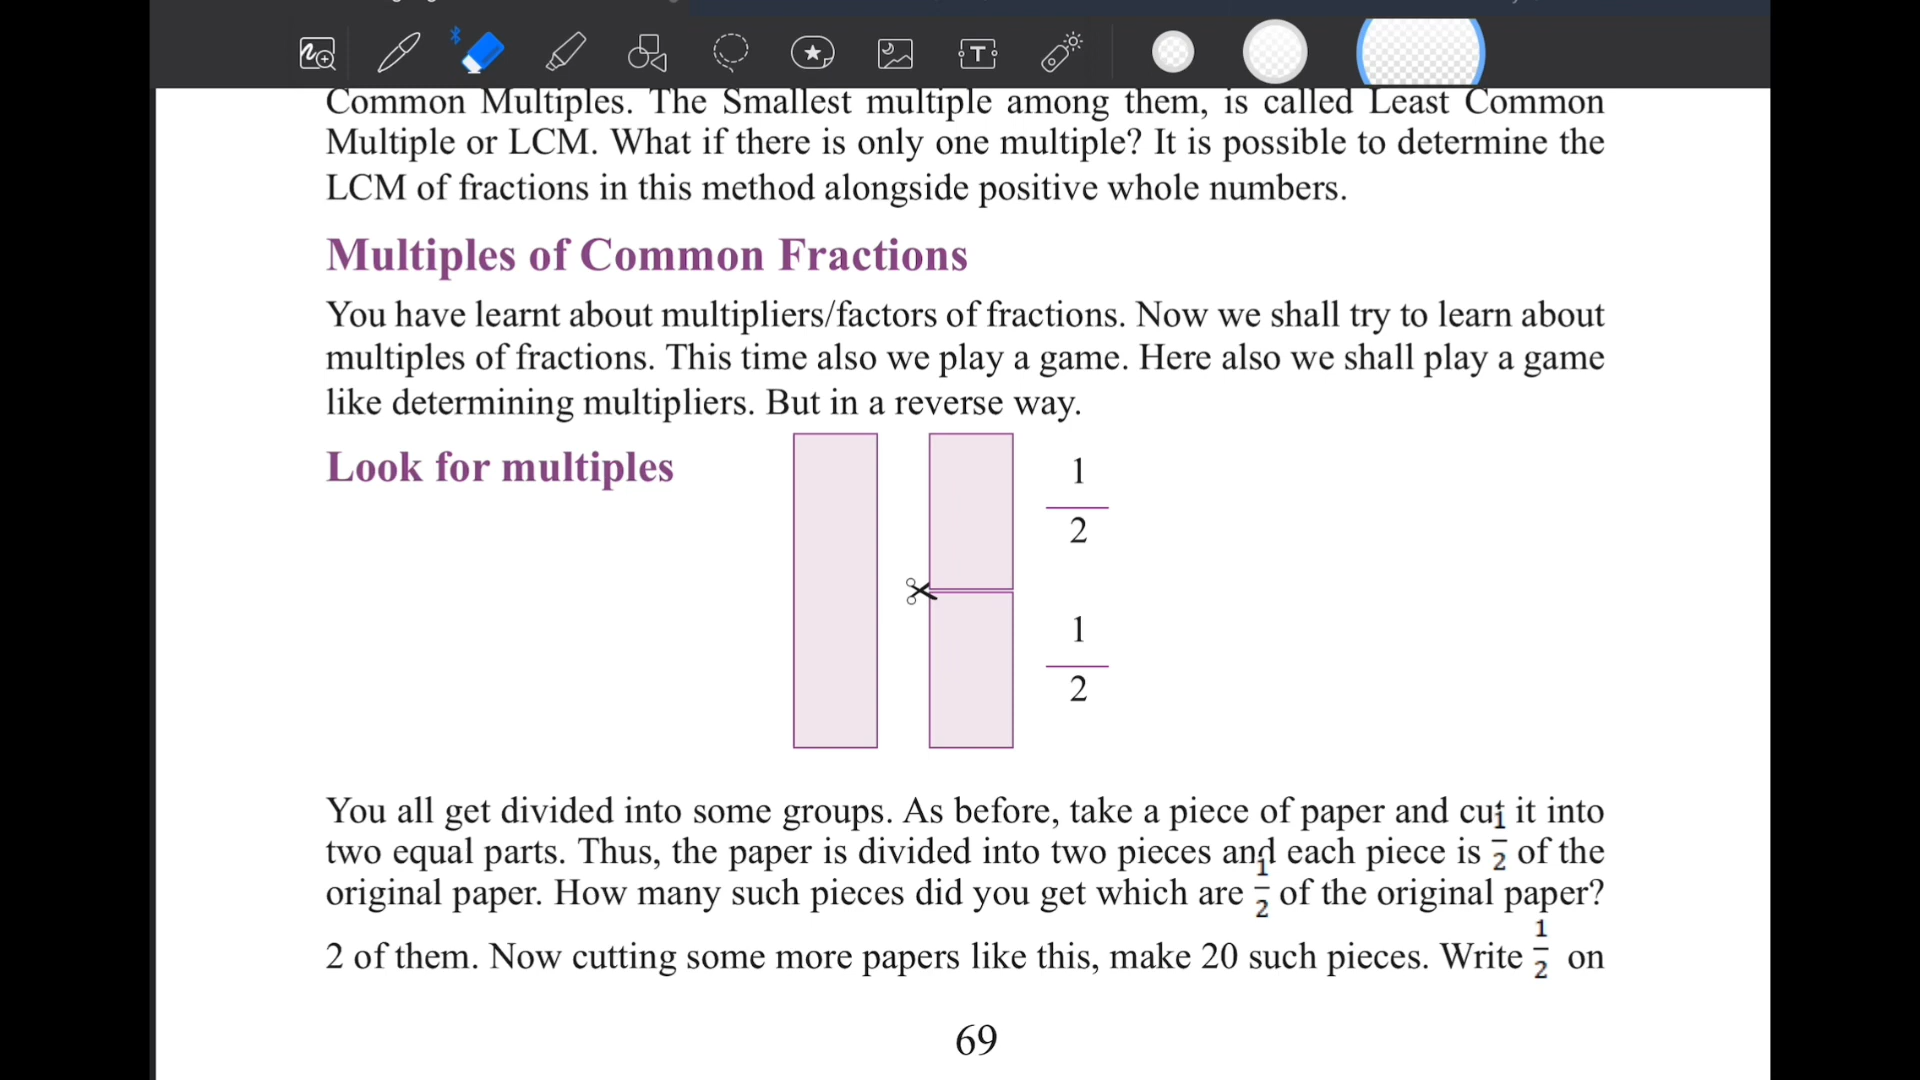 Common Multiples. The Smallest multiple among them, is called Least Common
Multiple or LCM. What if there is only one multiple? It is possible to determine the
LCM of fractions in this method alongside positive whole numbers.
Multiples of Common Fractions
You have learnt about multipliers/factors of fractions. Now we shall try to learn about
multiples of fractions. This time also we play a game. Here also we shall play a game
like determining multipliers. But in a reverse way.
Look for multiples
1
2
1
2
You all get divided into some groups. As before, take a piece of paper and cut it into
two equal parts. Thus, the paper is divided into two pieces and each piece is 1/2 of the
original paper. How many such pieces did you get which are 1/2 of the original paper?
2 of them. Now cutting some more papers like this, make 20 such pieces. Write 1/2 on
69